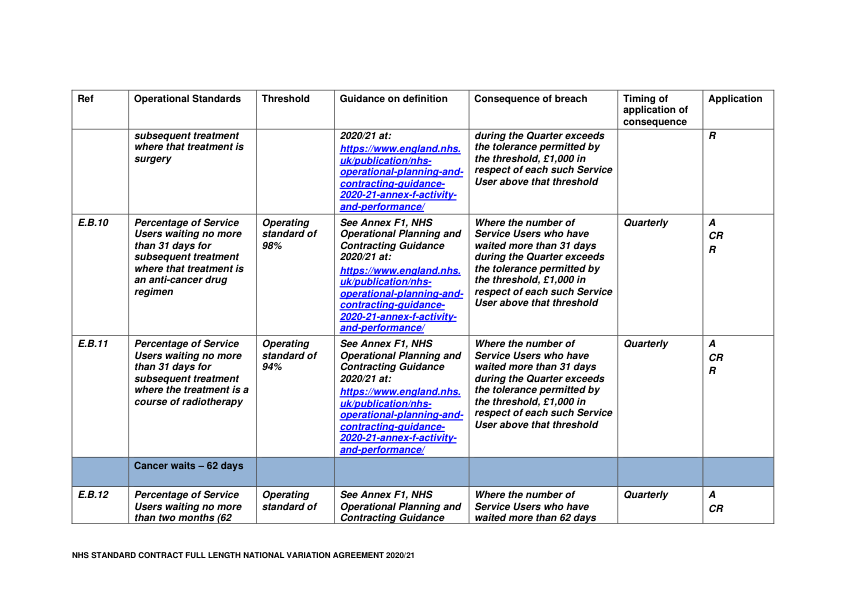 Ref
Operational Standards
Threshold
Guidance on definition
Consequence of breach
Timing of
application of
consequence
Application
subsequent treatment
where that treatment is
surgery
2020/21 at:
https://www.england.nhs.
uk/publication/nhs-
operational-planning-and-
contracting-guidance-
2020-21-annex-f-activity-
and-performance/
during the Quarter exceeds
the tolerance permitted by
the threshold, £1,000 in
respect of each such Service
User above that threshold
R
E.B.10
Percentage of Service
Users waiting no more
than 31 days for
subsequent treatment
where that treatment is
an anti-cancer drug
regimen
Operating
standard of
98%
See Annex F1, NHS
Operational Planning and
Contracting Guidance
2020/21 at:
https://www.england.nhs.
uk/publication/nhs-
operational-planning-and-
contracting-guidance-
2020-21-annex-f-activity-
and-performance/
Where the number of
Service Users who have
waited more than 31 days
during the Quarter exceeds
the tolerance permitted by
the threshold, £1,000 in
respect of each such Service
User above that threshold
Quarterly
A
CR
R
E.B.11
Percentage of Service
Users waiting no more
than 31 days for
subsequent treatment
where the treatment is a
course of radiotherapy
Operating
standard of
94%
See Annex F1, NHS
Operational Planning and
Contracting Guidance
2020/21 at:
https://www.england.nhs.
uk/publication/nhs-
operational-planning-and-
contracting-guidance-
2020-21-annex-f-activity-
and-performance/
Where the number of
Service Users who have
waited more than 31 days
during the Quarter exceeds
the tolerance permitted by
the threshold, £1,000 in
respect of each such Service
User above that threshold
Quarterly
A
CR
R
Cancer waits – 62 days
E.B.12
Percentage of Service
Users waiting no more
than two months (62
Operating
standard of
See Annex F1, NHS
Operational Planning and
Contracting Guidance
Where the number of
Service Users who have
waited more than 62 days
Quarterly
A
CR
NHS STANDARD CONTRACT FULL LENGTH NATIONAL VARIATION AGREEMENT 2020/21